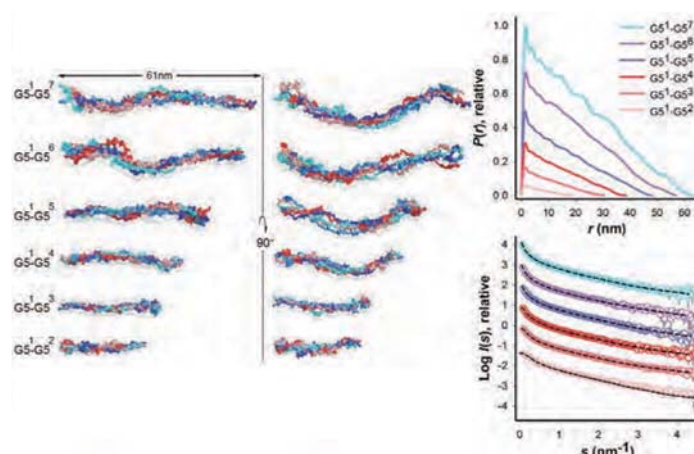 61nm
G5¹-G5⁷
G5¹-G5⁶
G5¹-G5⁵
G5¹-G5⁴
G5¹-G5³
G5¹-G5²
90°
P(r), relative
1.0
0.8
0.6
0.4
0.2
0.0
0 10 20 30 40 50 60
r (nm)
G5¹-G5⁷
G5¹-G5⁶
G5¹-G5⁵
G5¹-G5⁴
G5¹-G5³
G5¹-G5²
Log I(s), relative
4
3
2
1
0
-1
-2
-3
-4
0 1 2 3 4
s (nm⁻¹)